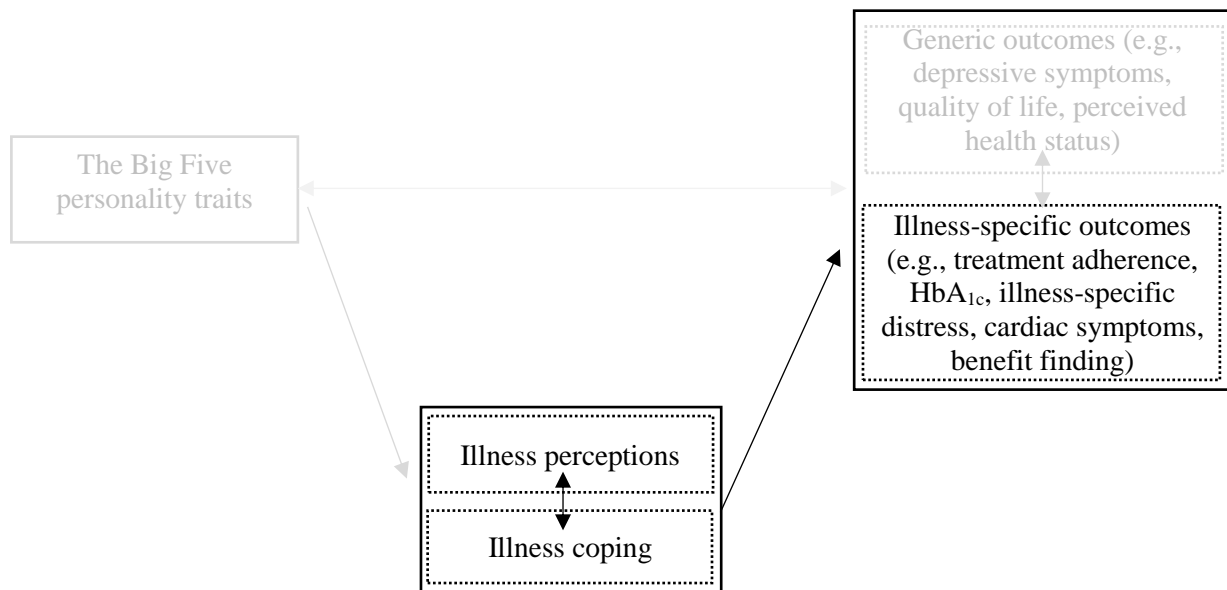 Generic outcomes (e.g.,
depressive symptoms,
quality of life, perceived
health status)
The Big Five
personality traits
Illness-specific outcomes
(e.g., treatment adherence,
HbA1c, illness-specific
distress, cardiac symptoms,
benefit finding)
Illness perceptions
Illness coping